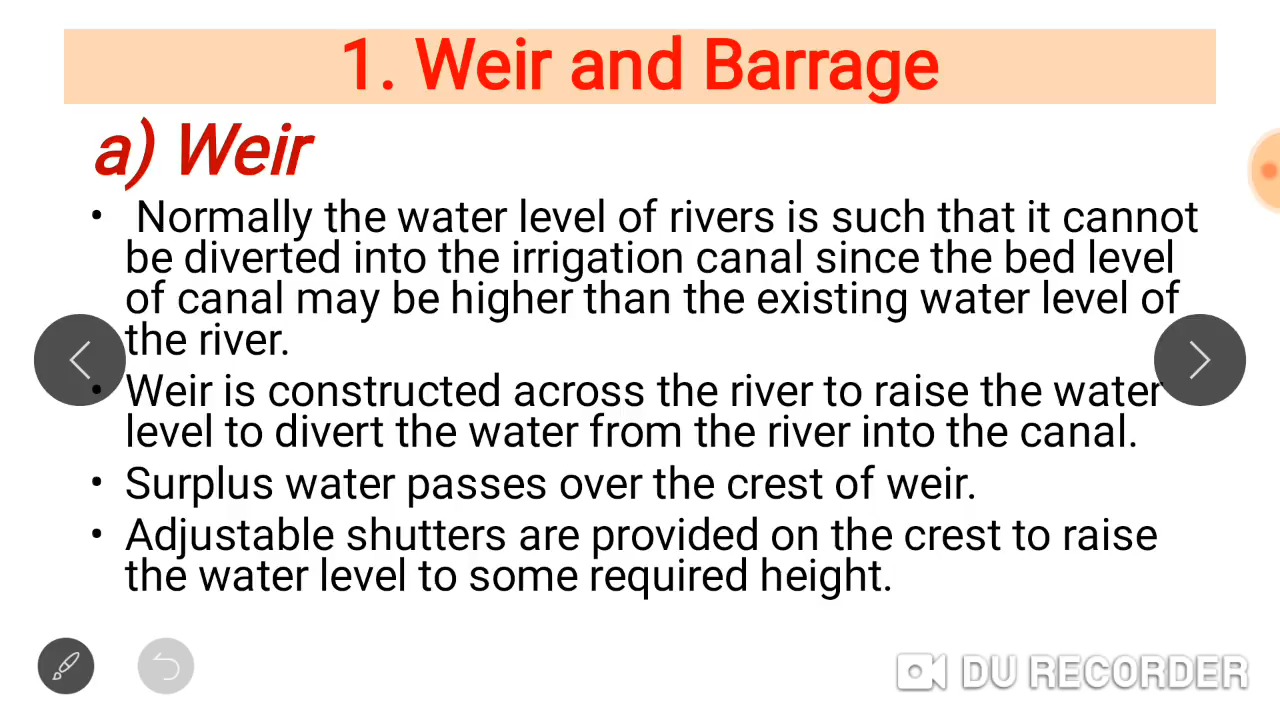 1. Weir and Barrage
a) Weir
• Normally the water level of rivers is such that it cannot
be diverted into the irrigation canal since the bed level
of canal may be higher than the existing water level of
the river.
• Weir is constructed across the river to raise the water
level to divert the water from the river into the canal.
• Surplus water passes over the crest of weir.
• Adjustable shutters are provided on the crest to raise
the water level to some required height.
DU RECORDER